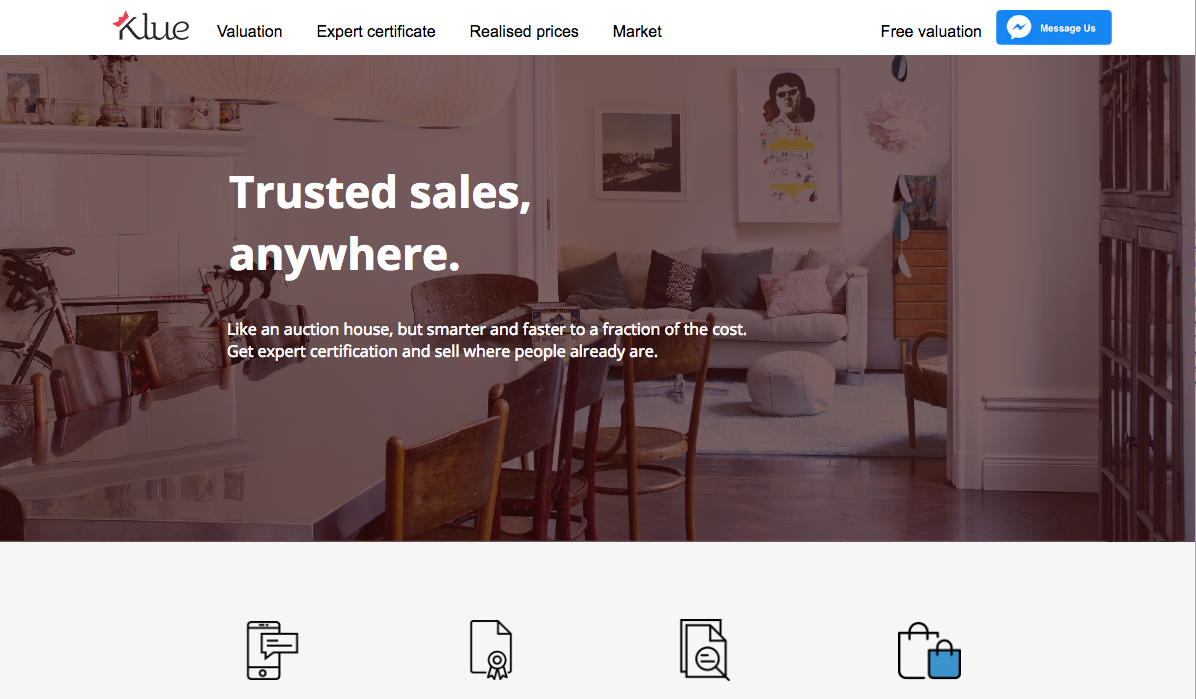 Klue
Valuation
Expert certificate
Realised prices
Market
Free valuation
Message Us
Trusted sales,
anywhere.
Like an auction house, but smarter and faster to a fraction of the cost.
Get expert certification and sell where people already are.